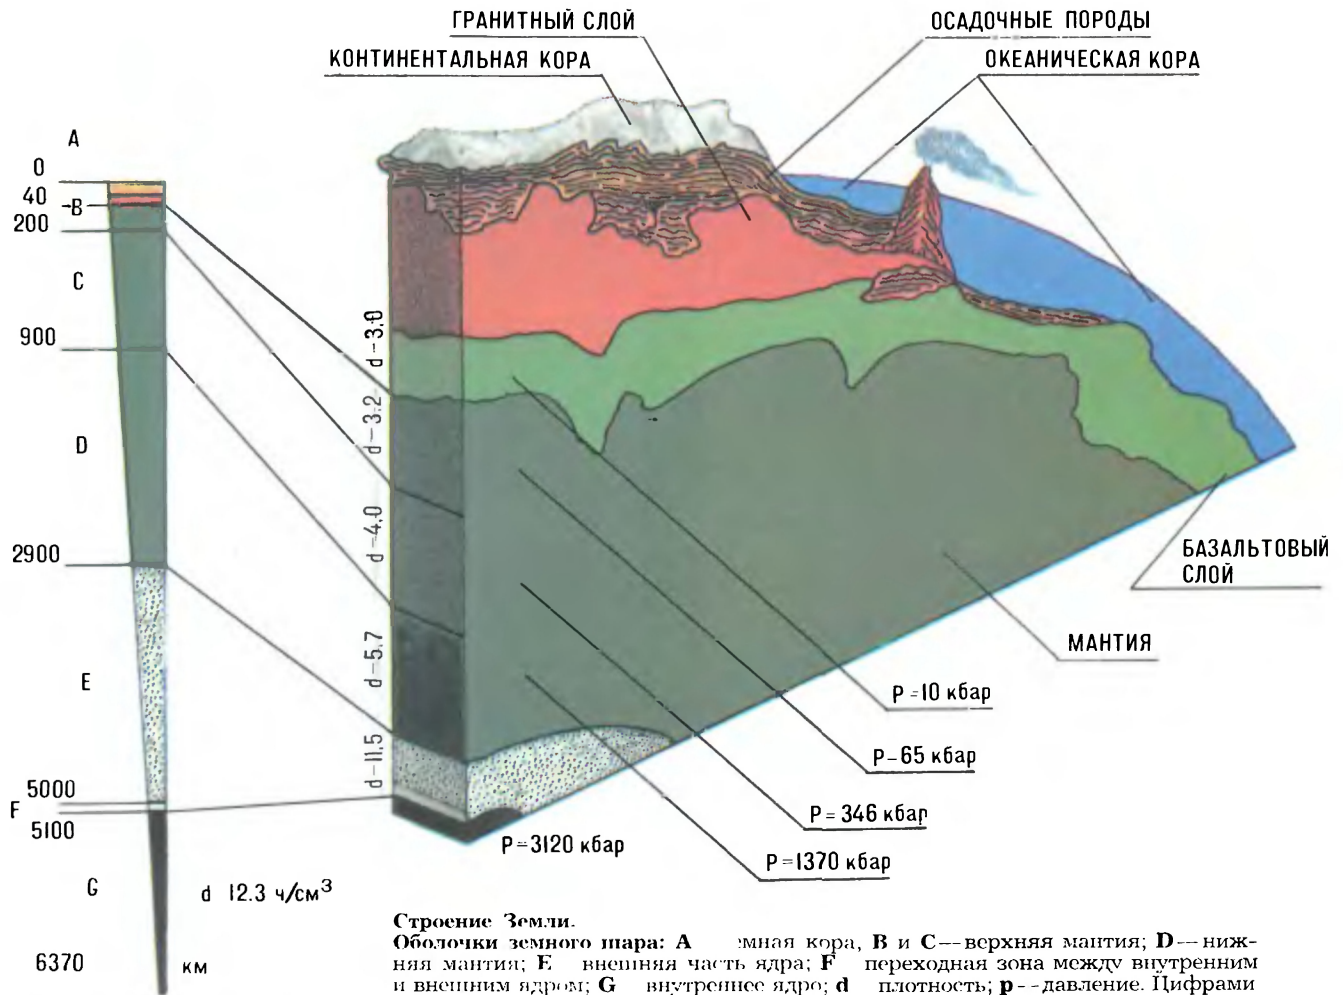 ГРАНИТНЫЙ СЛОЙ
ОСАДОЧНЫЕ ПОРОДЫ
КОНТИНЕНТАЛЬНАЯ КОРА
ОКЕАНИЧЕСКАЯ КОРА
A
0
40
B
200
C
900
D
2900
E
5000
F
5100
G
6370
км
d 12.3 ч/см³
d–3.0
d–3.2
d–4.0
d–5.7
d–11.5
БАЗАЛЬТОВЫЙ
СЛОЙ
МАНТИЯ
P=10 кбар
P–65 кбар
P=346 кбар
P=1370 кбар
P=3120 кбар
Строение Земли.
Оболочки земного шара: A мная кора, B и C—верхняя мантия; D—ниж-
няя мантия; E внешняя часть ядра; F переходная зона между внутренним
и внешним ядром; G внутреннее ядро; d плотность; p--давление. Цифрами